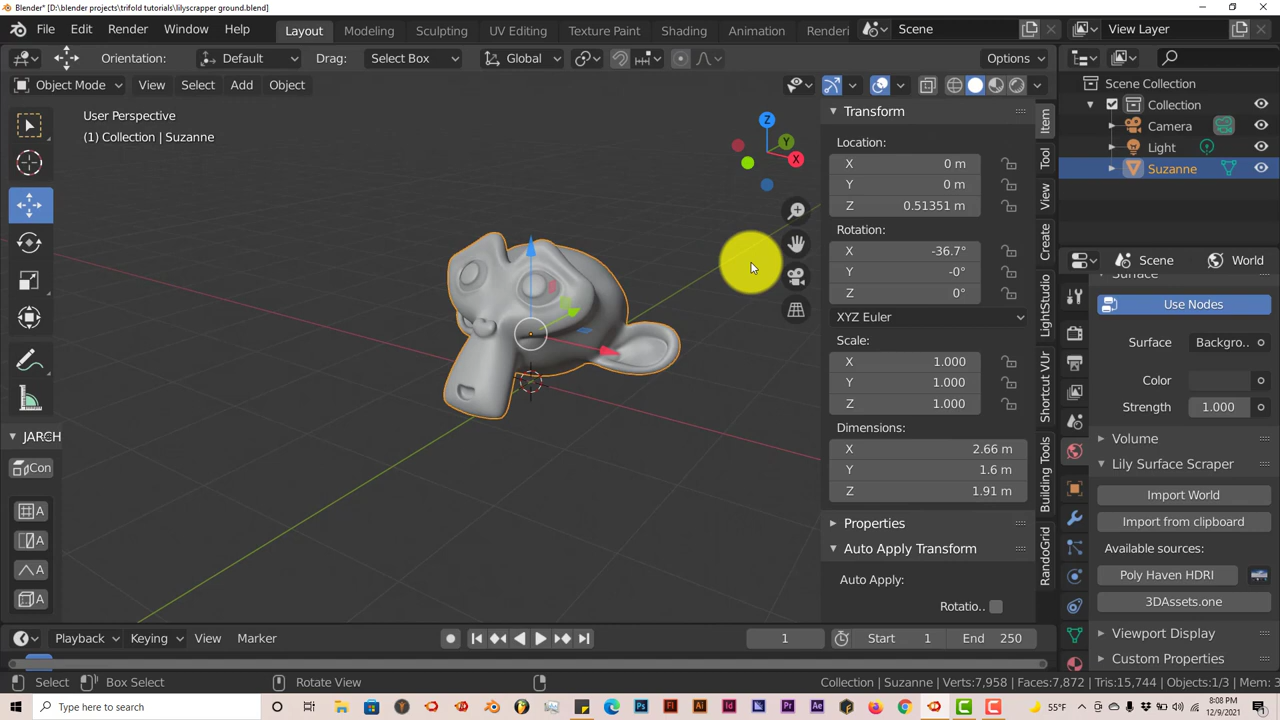 Blender* [D:\blender projects\trifold tutorials\lilyscrapper ground.blend]
File Edit Render Window Help Layout Modeling Sculpting UV Editing Texture Paint Shading Animation Renderi Scene View Layer
Orientation: Default Drag: Select Box Global Options
Object Mode View Select Add Object
User Perspective
(1) Collection | Suzanne
Z
Y
X
Transform
Location:
X 0 m
Y 0 m
Z 0.51351 m
Rotation:
X -36.7°
Y -0°
Z 0°
XYZ Euler
Scale:
X 1.000
Y 1.000
Z 1.000
Dimensions:
X 2.66 m
Y 1.6 m
Z 1.91 m
Properties
Auto Apply Transform
Auto Apply:
Rotatio..
Item
Tool
View
Create
LightStudio
Shortcut VUr
Building Tools
RandoGrid
Scene Collection
Collection
Camera
Light
Suzanne
Scene World
Surface
Use Nodes
Surface Backgro..
Color
Strength 1.000
Volume
Lily Surface Scraper
Import World
Import from clipboard
Available sources:
Poly Haven HDRI
3DAssets.one
Viewport Display
Custom Properties
JARCH
Con
A
A
A
A
Playback Keying View Marker 1 Start 1 End 250
Select Box Select Rotate View Collection | Suzanne | Verts:7,958 | Faces:7,872 | Tris:15,744 | Objects:1/3 | Mem: 3
Type here to search 55°F 8:08 PM
12/9/2021